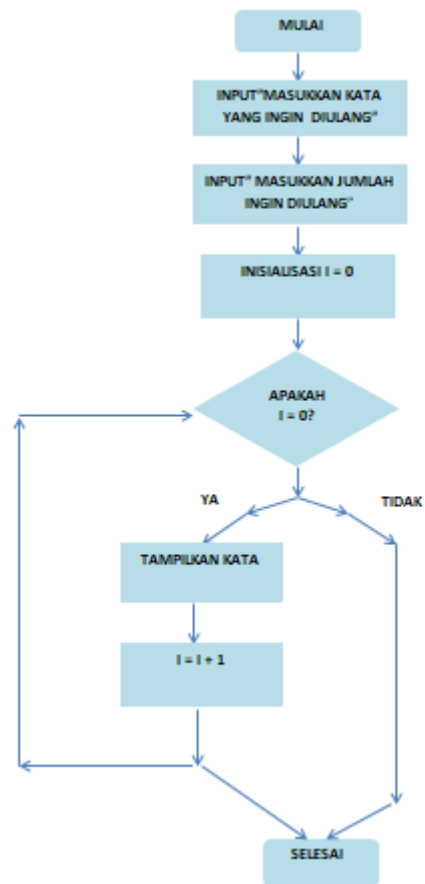 MULAI
INPUT"MASUKKAN KATA
YANG INGIN DIULANG"
INPUT" MASUKKAN JUMLAH
INGIN DIULANG"
INISIALISASI I = 0
APAKAH
I = 0?
YA
TIDAK
TAMPILKAN KATA
I = I + 1
SELESAI